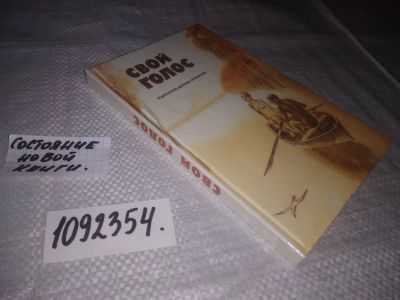 СВОЙ
ГОЛОС
СВОЙ ГОЛОС
Состояние
новой
книги.
1092354.